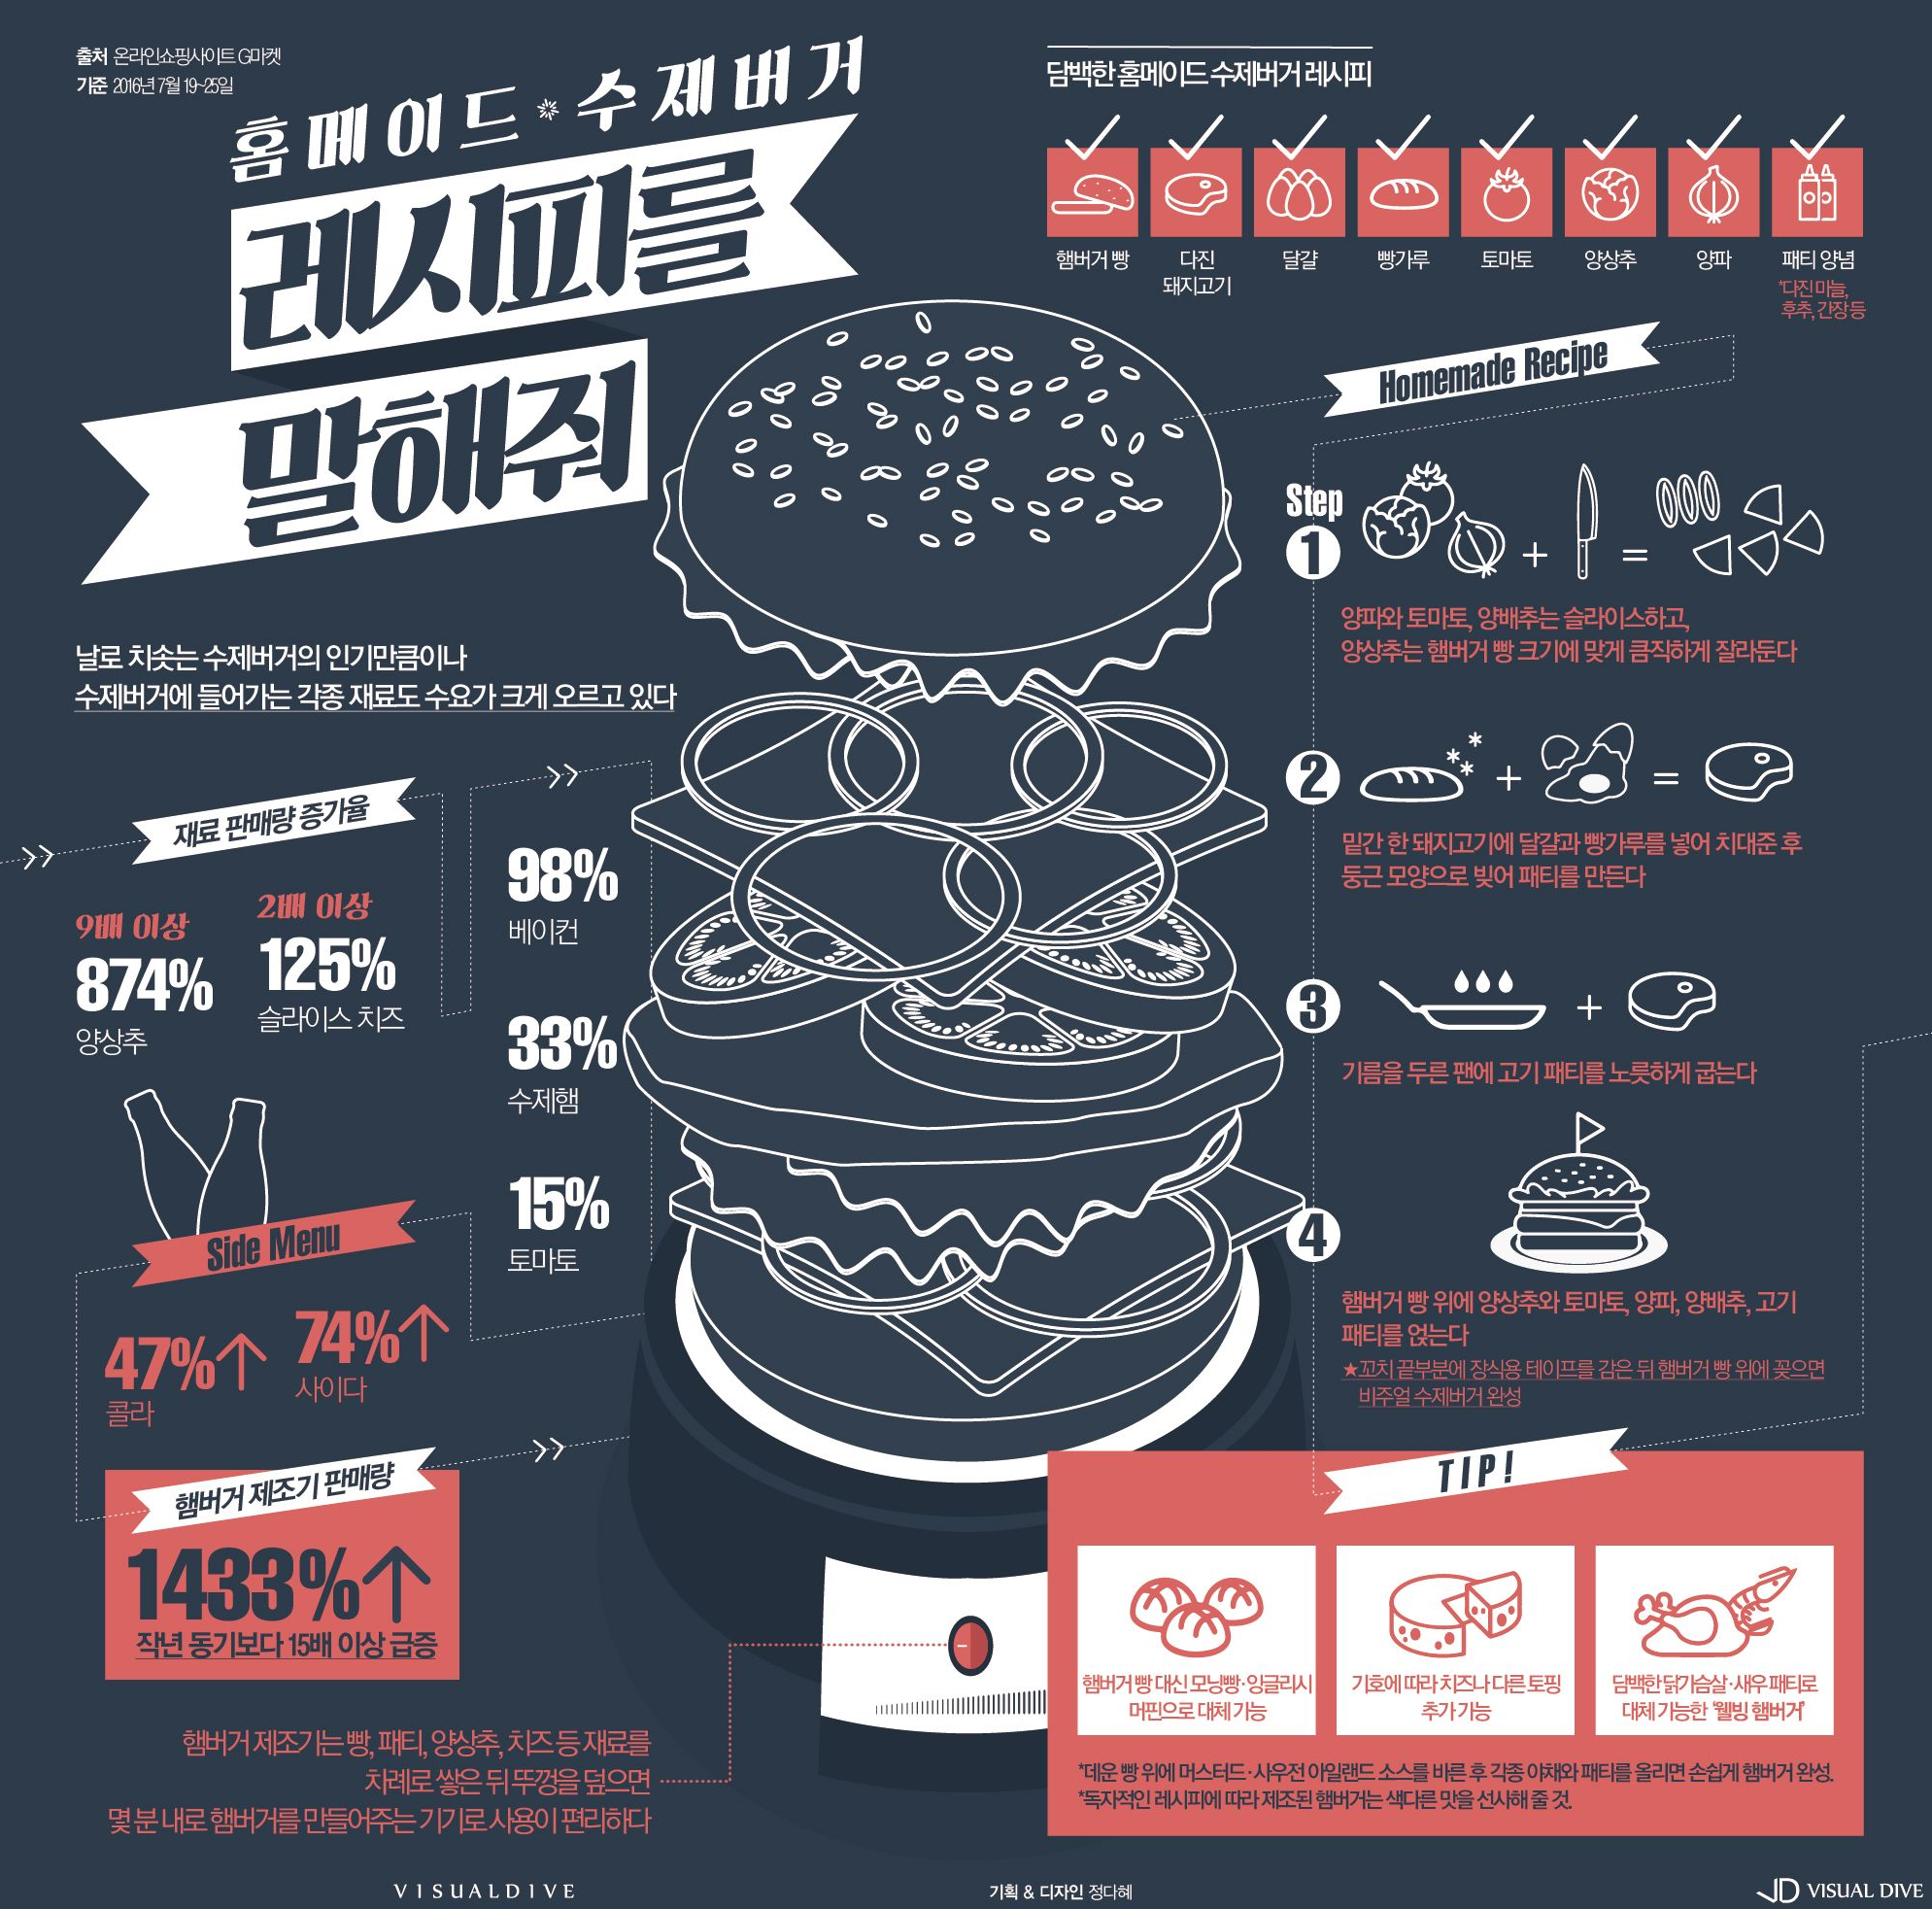 출처 온라인쇼핑사이트 G마켓
기준 2016년 7월 19~25일
홈메이드 수제버거
레시피를
말해줘
날로 치솟는 수제버거의 인기만큼이나
수제버거에 들어가는 각종 재료도 수요가 크게 오르고 있다
재료 판매량 증가율
9배 이상
874%
양상추
2배 이상
125%
슬라이스 치즈
98%
베이컨
33%
수제햄
15%
토마토
Side Menu
47%↑
콜라
74%↑
사이다
햄버거 제조기 판매량
1433%↑
작년 동기보다 15배 이상 급증
햄버거 제조기는 빵, 패티, 양상추, 치즈 등 재료를
차례로 쌓은 뒤 뚜껑을 덮으면
몇 분 내로 햄버거를 만들어주는 기기로 사용이 편리하다
담백한 홈메이드 수제버거 레시피
햄버거 빵
다진
돼지고기
달걀
빵가루
토마토
양상추
양파
패티 양념
*다진 마늘,
후추, 간장 등
Homemade Recipe
Step
1
+
=
양파와 토마토, 양배추는 슬라이스하고,
양상추는 햄버거 빵 크기에 맞게 큼직하게 잘라둔다
2
+
=
밑간 한 돼지고기에 달걀과 빵가루를 넣어 치대준 후
둥근 모양으로 빚어 패티를 만든다
3
+
기름을 두른 팬에 고기 패티를 노릇하게 굽는다
4
햄버거 빵 위에 양상추와 토마토, 양파, 양배추, 고기
패티를 얹는다
★꼬치 끝부분에 장식용 테이프를 감은 뒤 햄버거 빵 위에 꽂으면
비주얼 수제버거 완성
TIP!
햄버거 빵 대신 모닝빵·잉글리시
머핀으로 대체 가능
기호에 따라 치즈나 다른 토핑
추가 가능
담백한 닭가슴살·새우 패티로
대체 가능한 '웰빙 햄버거'
*데운 빵 위에 머스터드·사우전 아일랜드 소스를 바른 후 각종 야채와 패티를 올리면 손쉽게 햄버거 완성.
*독자적인 레시피에 따라 제조된 햄버거는 색다른 맛을 선사해 줄 것.
VISUALDIVE
기획 & 디자인 정다혜
VISUAL DIVE